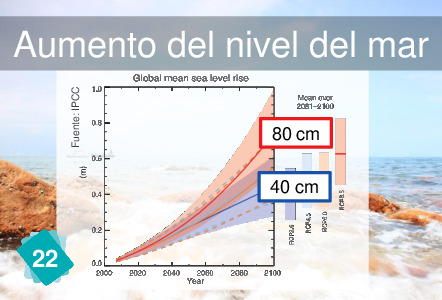 Aumento del nivel del mar
Global mean sea level rise
Fuente: IPCC
(m)
1.0
0.8
0.6
0.4
0.2
0.0
2000 2020 2040 2060 2080 2100
Year
Mean over
2081–2100
80 cm
40 cm
RCP2.6
RCP4.5
RCP6.0
RCP8.5
22